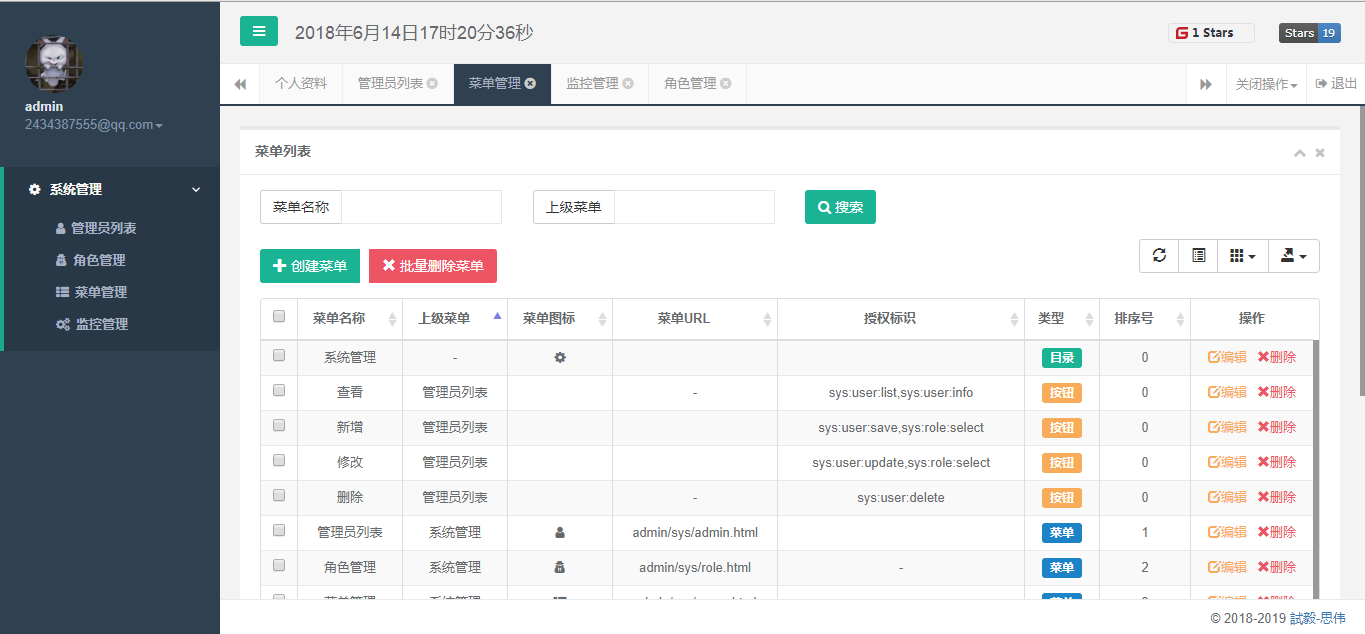 2018年6月14日17时20分36秒
1 Stars
Stars 19
admin
2434387555@qq.com
系统管理
管理员列表
角色管理
菜单管理
监控管理
个人资料 管理员列表 菜单管理 监控管理 角色管理 关闭操作 退出
菜单列表
菜单名称 上级菜单 搜索
创建菜单 批量删除菜单
菜单名称 上级菜单 菜单图标 菜单URL 授权标识 类型 排序号 操作
系统管理 - 目录 0 编辑 删除
查看 管理员列表 - sys:user:list,sys:user:info 按钮 0 编辑 删除
新增 管理员列表 sys:user:save,sys:role:select 按钮 0 编辑 删除
修改 管理员列表 sys:user:update,sys:role:select 按钮 0 编辑 删除
删除 管理员列表 - sys:user:delete 按钮 0 编辑 删除
管理员列表 系统管理 admin/sys/admin.html 菜单 1 编辑 删除
角色管理 系统管理 admin/sys/role.html - 菜单 2 编辑 删除
© 2018-2019 試毅-思伟